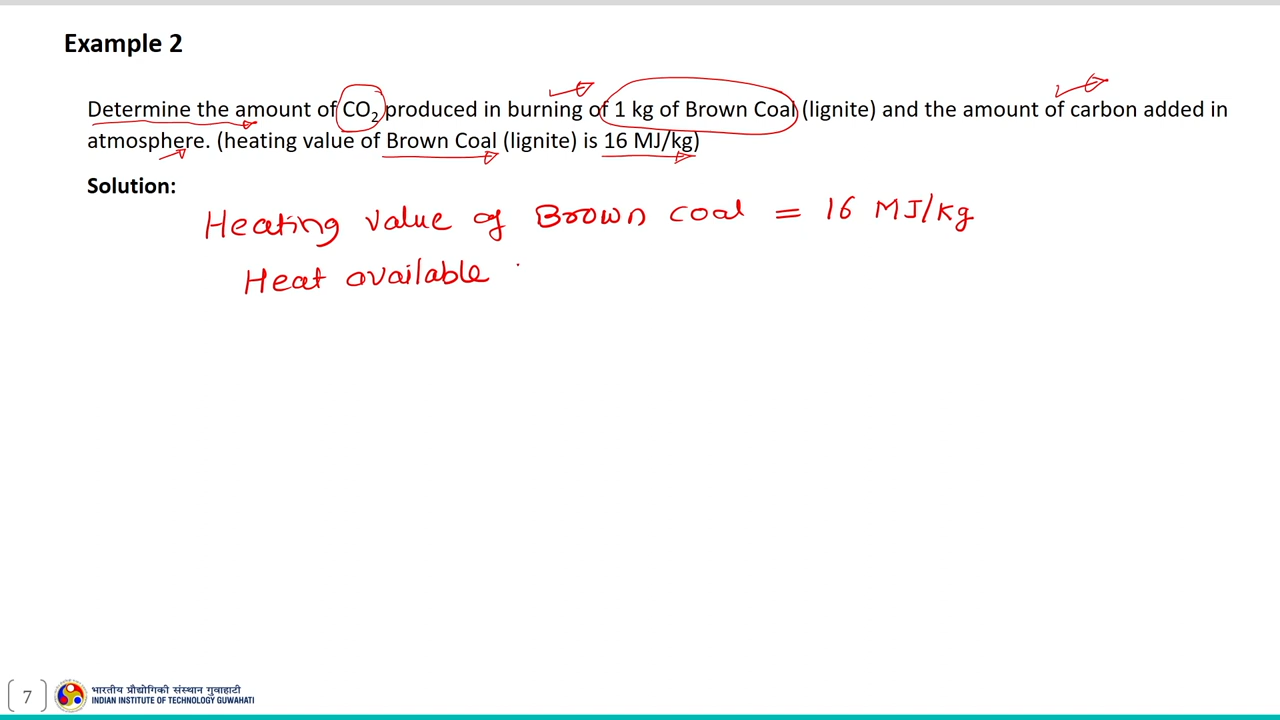 Example 2
Determine the amount of CO₂ produced in burning of 1 kg of Brown Coal (lignite) and the amount of carbon added in
atmosphere. (heating value of Brown Coal (lignite) is 16 MJ/kg)
Solution:
Heating value of Brown coal = 16 MJ/kg
Heat available
7
भारतीय प्रौद्योगिकी संस्थान गुवाहाटी
INDIAN INSTITUTE OF TECHNOLOGY GUWAHATI